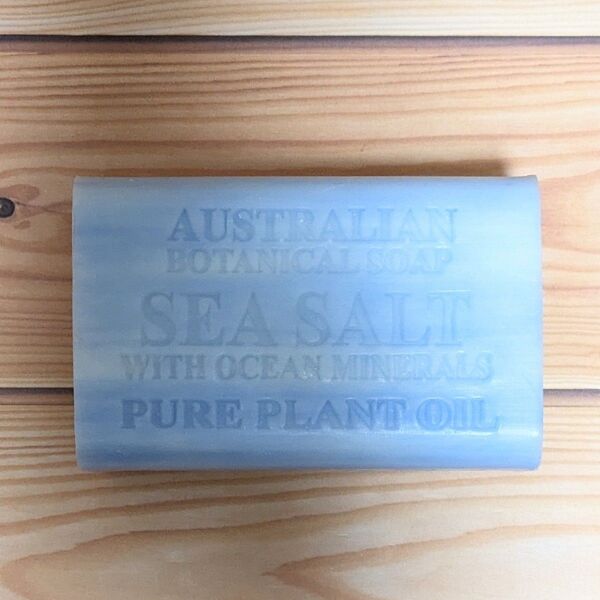 AUSTRALIAN
BOTANICAL SOAP
SEA SALT
WITH OCEAN MINERALS
PURE PLANT OIL